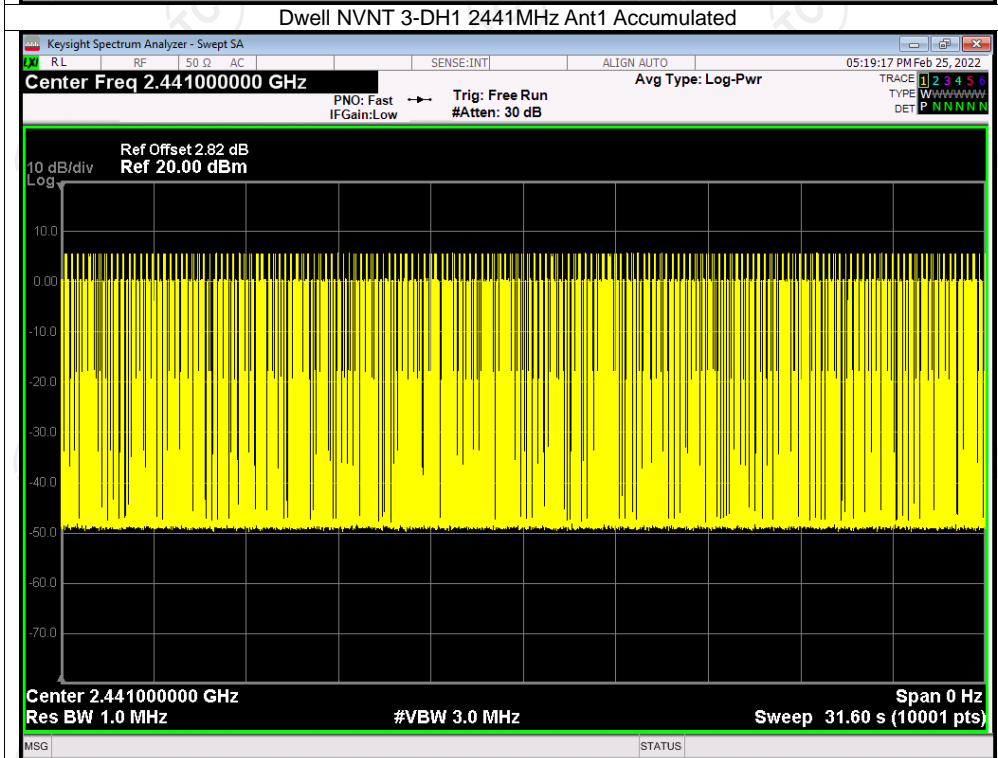 Dwell NVNT 3-DH1 2441MHz Ant1 Accumulated
Keysight Spectrum Analyzer - Swept SA
LXI RL RF 50 Ω AC SENSE:INT ALIGN AUTO 05:19:17 PM Feb 25, 2022
Center Freq 2.441000000 GHz Avg Type: Log-Pwr TRACE 1 2 3 4 5 6
PNO: Fast Trig: Free Run TYPE WWWWWWW
IFGain:Low #Atten: 30 dB DET P N N N N N
Ref Offset 2.82 dB
10 dB/div Ref 20.00 dBm
Log
10.0
0.00
-10.0
-20.0
-30.0
-40.0
-50.0
-60.0
-70.0
Center 2.441000000 GHz Span 0 Hz
Res BW 1.0 MHz #VBW 3.0 MHz Sweep 31.60 s (10001 pts)
MSG STATUS